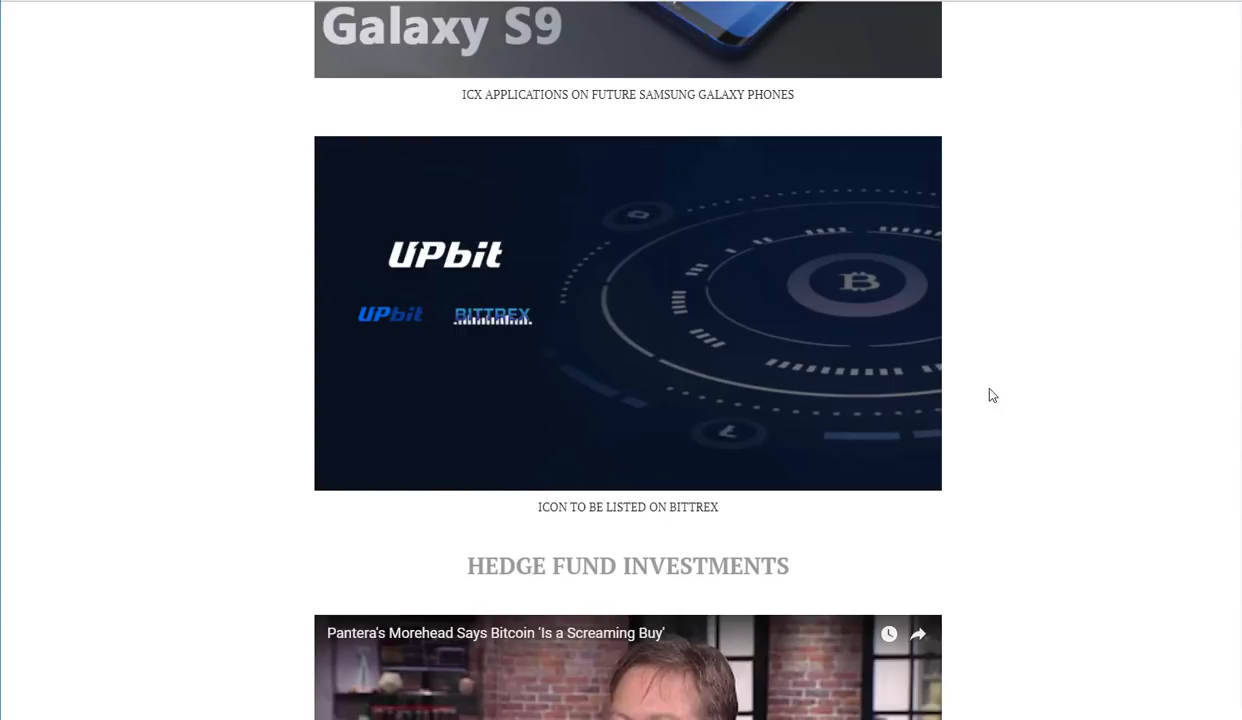 Galaxy S9
ICX APPLICATIONS ON FUTURE SAMSUNG GALAXY PHONES
UPbit
UPbit BITTREX
ICON TO BE LISTED ON BITTREX
HEDGE FUND INVESTMENTS
Pantera's Morehead Says Bitcoin 'Is a Screaming Buy'